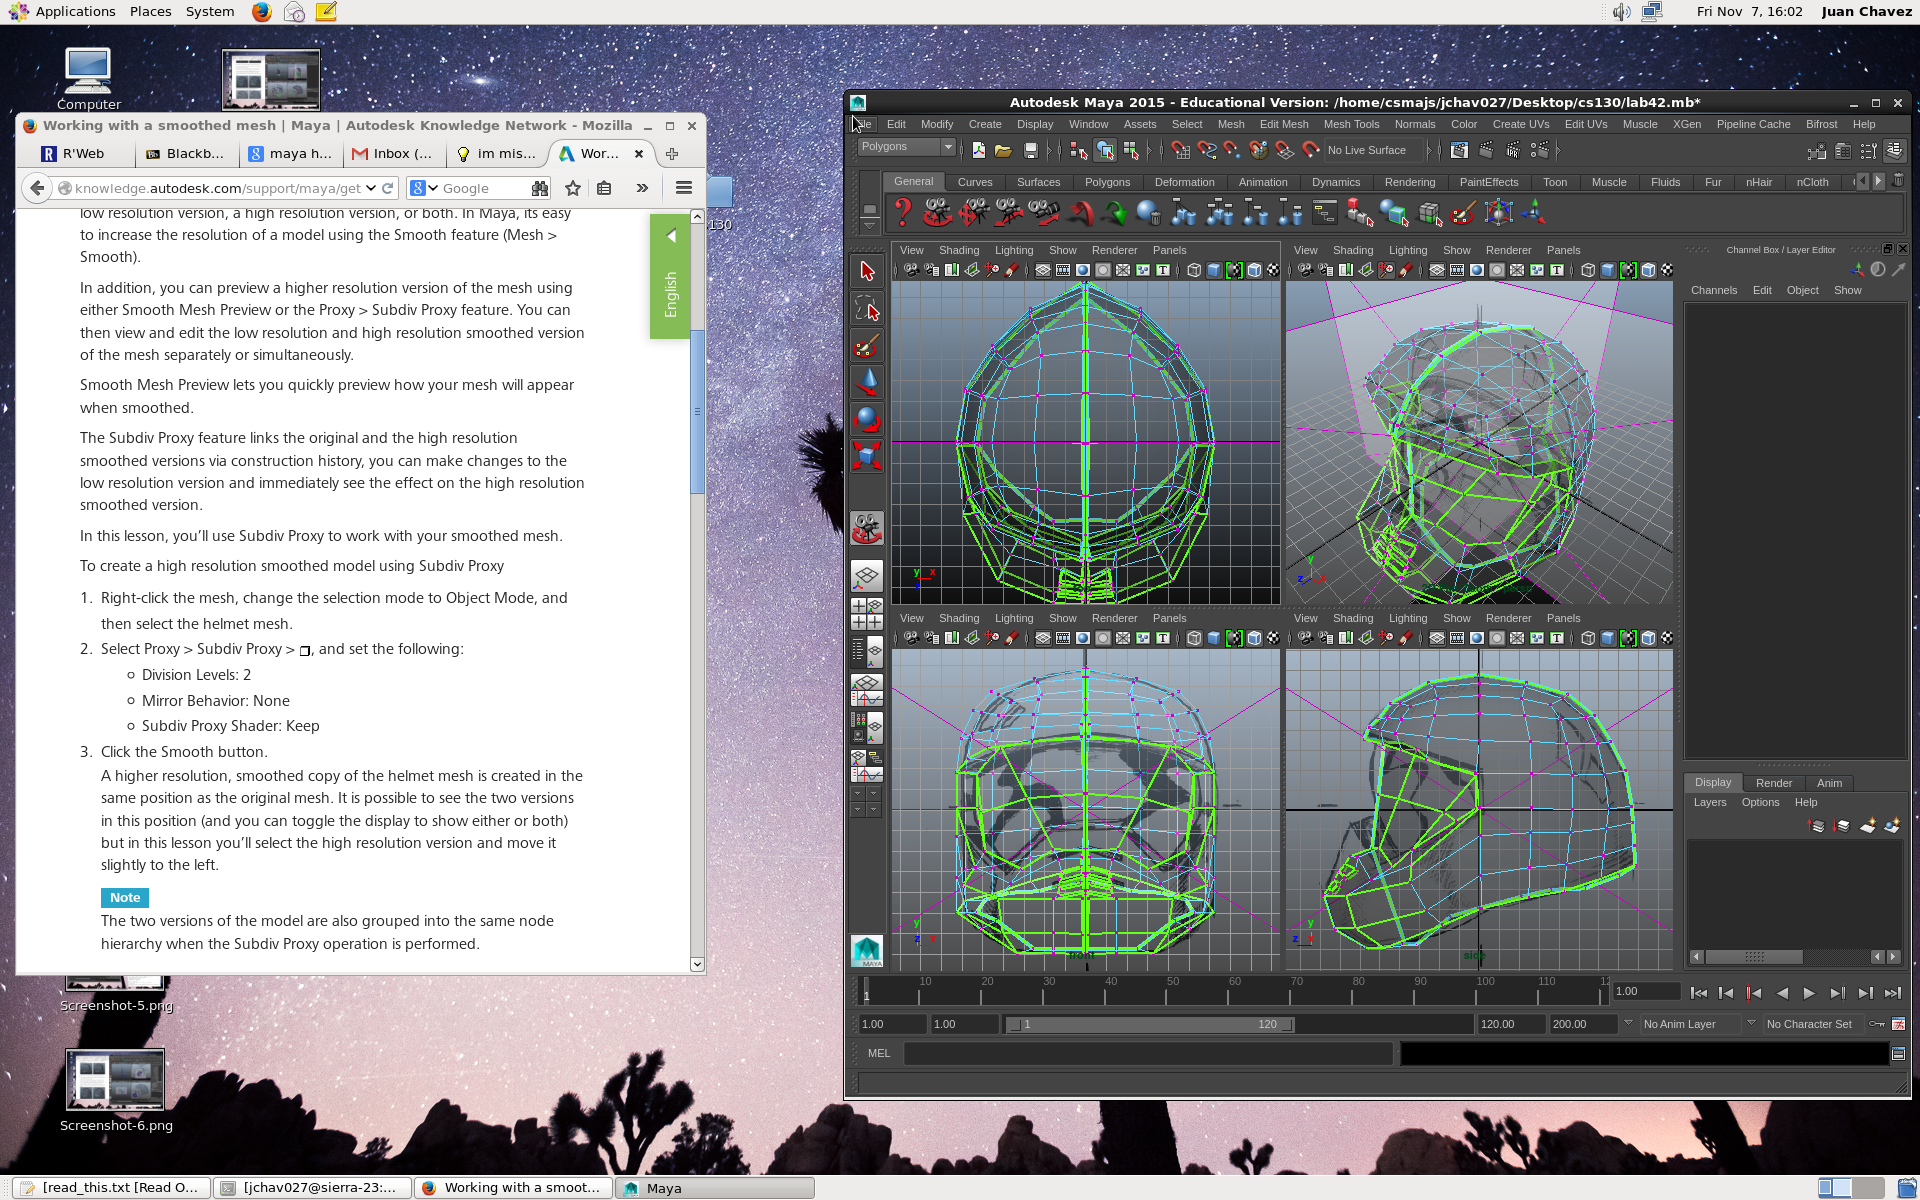 Applications Places System
Fri Nov 7, 16:02 Juan Chavez
Computer
Working with a smoothed mesh | Maya | Autodesk Knowledge Network - Mozilla
R'Web
Blackb...
maya h...
Inbox (...
im mis...
Wor...
knowledge.autodesk.com/support/maya/get
Google
130
English
low resolution version, a high resolution version, or both. In Maya, its easy
to increase the resolution of a model using the Smooth feature (Mesh >
Smooth).
In addition, you can preview a higher resolution version of the mesh using
either Smooth Mesh Preview or the Proxy > Subdiv Proxy feature. You can
then view and edit the low resolution and high resolution smoothed version
of the mesh separately or simultaneously.
Smooth Mesh Preview lets you quickly preview how your mesh will appear
when smoothed.
The Subdiv Proxy feature links the original and the high resolution
smoothed versions via construction history, you can make changes to the
low resolution version and immediately see the effect on the high resolution
smoothed version.
In this lesson, you’ll use Subdiv Proxy to work with your smoothed mesh.
To create a high resolution smoothed model using Subdiv Proxy
1. Right-click the mesh, change the selection mode to Object Mode, and
then select the helmet mesh.
2. Select Proxy > Subdiv Proxy > ❒, and set the following:
Division Levels: 2
Mirror Behavior: None
Subdiv Proxy Shader: Keep
3. Click the Smooth button.
A higher resolution, smoothed copy of the helmet mesh is created in the
same position as the original mesh. It is possible to see the two versions
in this position (and you can toggle the display to show either or both)
but in this lesson you’ll select the high resolution version and move it
slightly to the left.
Note
The two versions of the model are also grouped into the same node
hierarchy when the Subdiv Proxy operation is performed.
Screenshot-5.png
Screenshot-6.png
Autodesk Maya 2015 - Educational Version: /home/csmajs/jchav027/Desktop/cs130/lab42.mb*
Edit Modify Create Display Window Assets Select Mesh Edit Mesh Mesh Tools Normals Color Create UVs Edit UVs Muscle XGen Pipeline Cache Bifrost Help
Polygons
No Live Surface
General Curves Surfaces Polygons Deformation Animation Dynamics Rendering PaintEffects Toon Muscle Fluids Fur nHair nCloth
View Shading Lighting Show Renderer Panels
View Shading Lighting Show Renderer Panels
Channel Box / Layer Editor
Channels Edit Object Show
y x
y
z x
View Shading Lighting Show Renderer Panels
View Shading Lighting Show Renderer Panels
y
z x
front
y
z
side
Display Render Anim
Layers Options Help
MAYA
1
10 20 30 40 50 60 70 80 90 100 110 12
1.00
1.00 1.00 1 120 120.00 200.00 No Anim Layer No Character Set
MEL
[read_this.txt [Read O...
[jchav027@sierra-23:...
Working with a smoot...
Maya